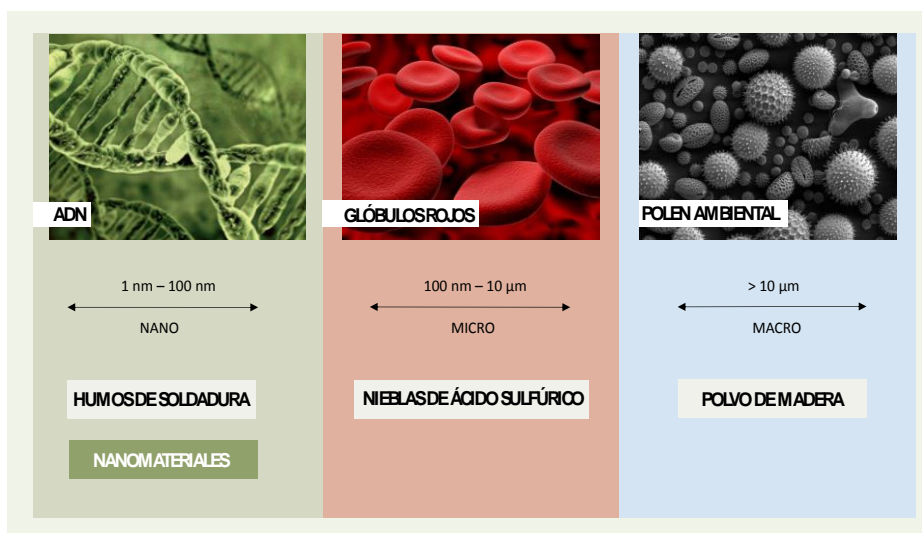 ADN
GLÓBULOS ROJOS
POLEN AMBIENTAL
1 nm – 100 nm
100 nm – 10 µm
> 10 µm
NANO
MICRO
MACRO
HUMOS DE SOLDADURA
NIEBLAS DE ÁCIDO SULFÚRICO
POLVO DE MADERA
NANOMATERIALES